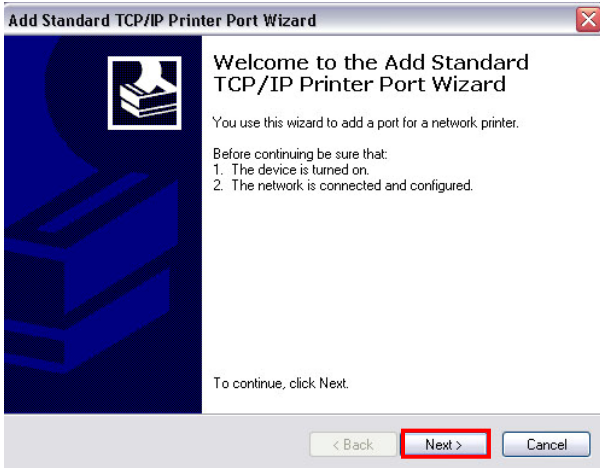 Add Standard TCP/IP Printer Port Wizard
Welcome to the Add Standard
TCP/IP Printer Port Wizard
You use this wizard to add a port for a network printer.
Before continuing be sure that:
1. The device is turned on.
2. The network is connected and configured.
To continue, click Next.
< Back Next > Cancel